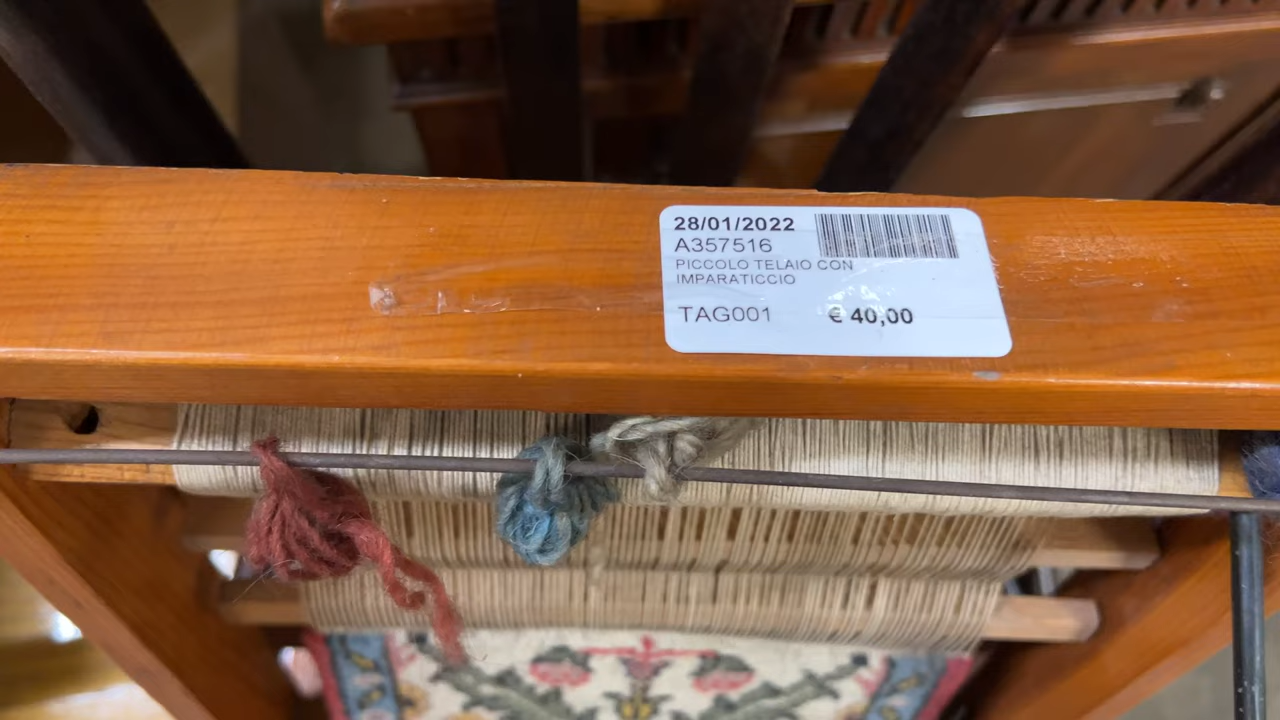 28/01/2022
A357516
PICCOLO TELAIO CON
IMPARATICCIO
TAG001 € 40,00